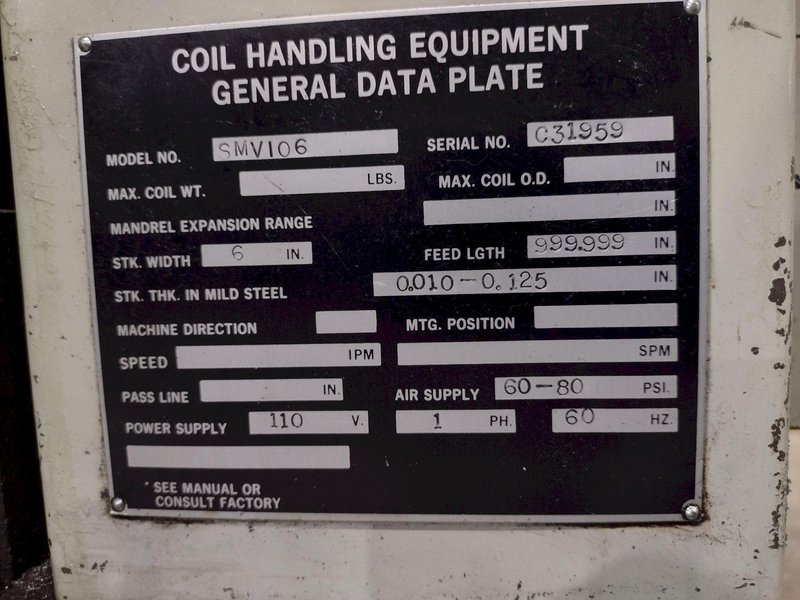 COIL HANDLING EQUIPMENT
GENERAL DATA PLATE
MODEL NO. SMV106 SERIAL NO. C31959
MAX. COIL WT. LBS. MAX. COIL O.D. IN.
MANDREL EXPANSION RANGE IN.
STK. WIDTH 6 IN. FEED LGTH 999.999 IN.
STK. THK. IN MILD STEEL 0.010-0.125 IN.
MACHINE DIRECTION MTG. POSITION
SPEED IPM SPM
PASS LINE IN. AIR SUPPLY 60-80 PSI.
POWER SUPPLY 110 V. 1 PH. 60 HZ.
* SEE MANUAL OR
CONSULT FACTORY